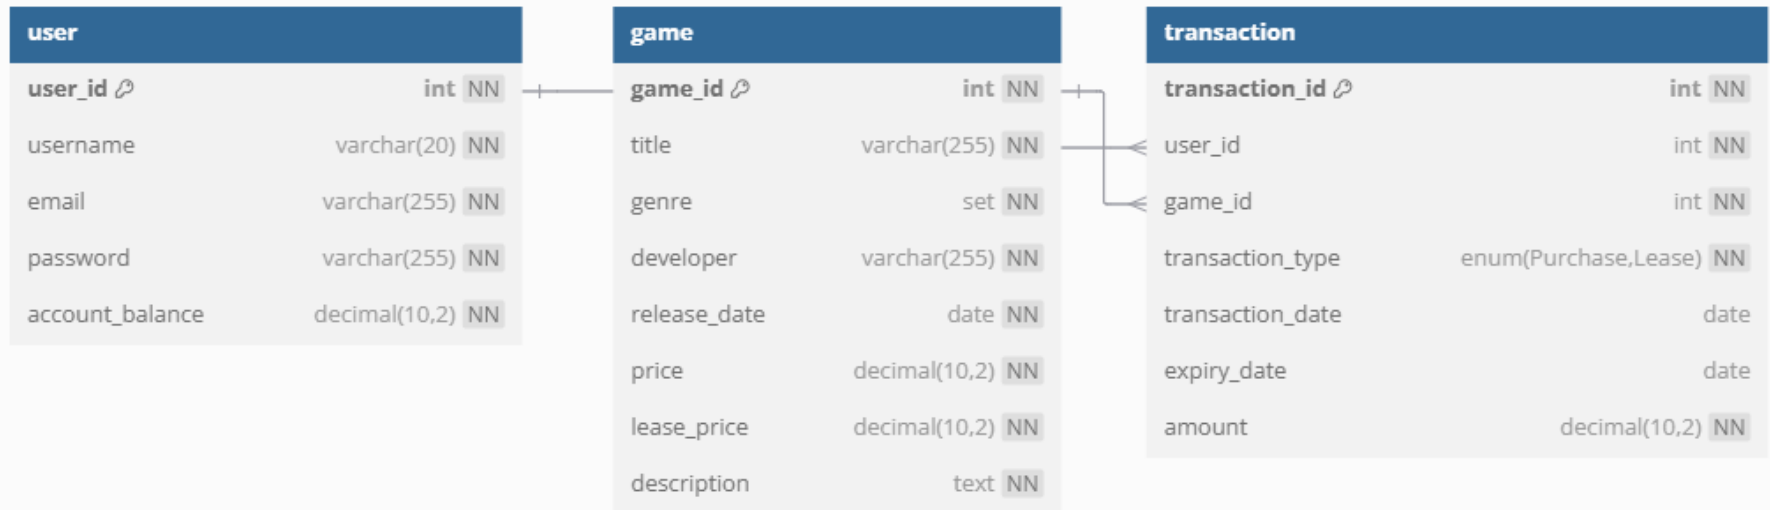 user
user_id int NN
username varchar(20) NN
email varchar(255) NN
password varchar(255) NN
account_balance decimal(10,2) NN
game
game_id int NN
title varchar(255) NN
genre set NN
developer varchar(255) NN
release_date date NN
price decimal(10,2) NN
lease_price decimal(10,2) NN
description text NN
transaction
transaction_id int NN
user_id int NN
game_id int NN
transaction_type enum(Purchase,Lease) NN
transaction_date date
expiry_date date
amount decimal(10,2) NN